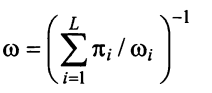 ω = ( ∑_{i=1}^{L} π_i / ω_i )^{-1}